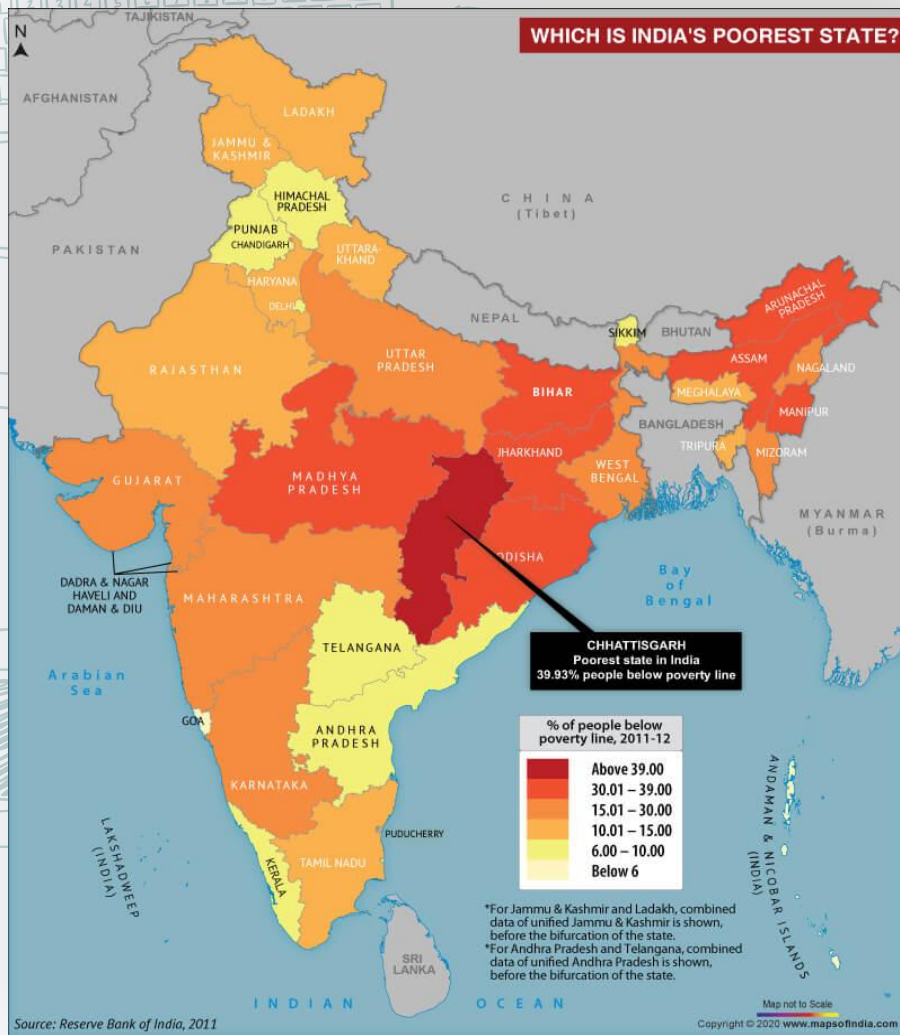 TAJIKISTAN
N
WHICH IS INDIA'S POOREST STATE?
AFGHANISTAN
LADAKH
JAMMU &
KASHMIR
HIMACHAL
PRADESH
C H I N A
(Tibet)
PUNJAB
CHANDIGARH
PAKISTAN
UTTARA-
KHAND
HARYANA
DELHI
NEPAL
SIKKIM
BHUTAN
ARUNACHAL
PRADESH
RAJASTHAN
UTTAR
PRADESH
ASSAM
NAGALAND
BIHAR
MEGHALAYA
MANIPUR
BANGLADESH
TRIPURA
MIZORAM
JHARKHAND
WEST
BENGAL
GUJARAT
MADHYA
PRADESH
MYANMAR
(Burma)
ODISHA
DADRA & NAGAR
HAVELI AND
DAMAN & DIU
MAHARASHTRA
Bay
of
Bengal
TELANGANA
CHHATTISGARH
Poorest state in India
39.93% people below poverty line
Arabian
Sea
GOA
ANDHRA
PRADESH
% of people below
poverty line, 2011-12
Above 39.00
30.01 – 39.00
15.01 – 30.00
10.01 – 15.00
6.00 – 10.00
Below 6
KARNATAKA
PUDUCHERRY
TAMIL NADU
KERALA
LAKSHADWEEP
(INDIA)
ANDAMAN & NICOBAR ISLANDS
(INDIA)
*For Jammu & Kashmir and Ladakh, combined
data of unified Jammu & Kashmir is shown,
before the bifurcation of the state.
*For Andhra Pradesh and Telangana, combined
data of unified Andhra Pradesh is shown,
before the bifurcation of the state.
SRI
LANKA
INDIAN OCEAN
Map not to Scale
Source: Reserve Bank of India, 2011
Copyright © 2020 www.mapsofindia.com